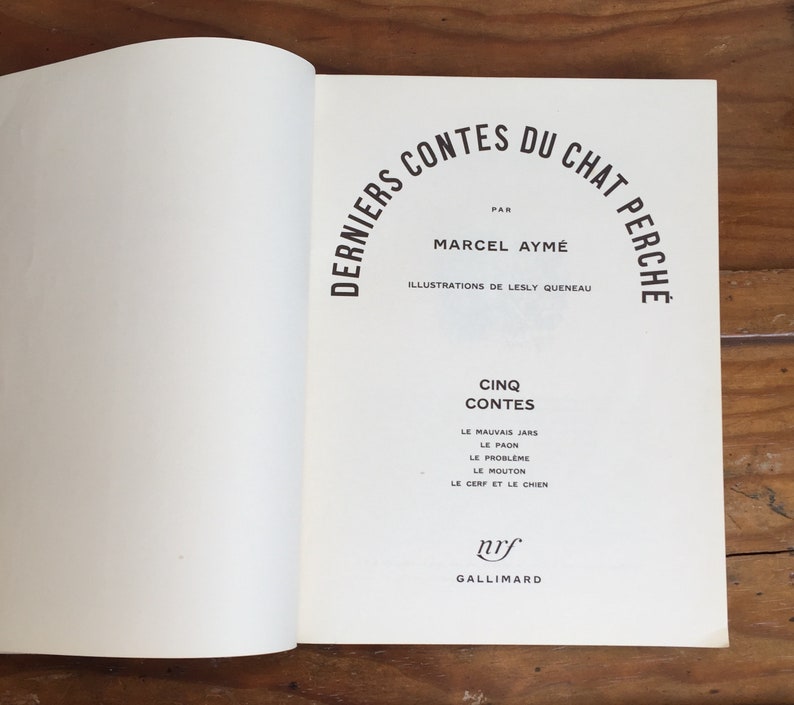 DERNIERS CONTES DU CHAT PERCHÉ
PAR
MARCEL AYMÉ
ILLUSTRATIONS DE LESLY QUENEAU
CINQ
CONTES
LE MAUVAIS JARS
LE PAON
LE PROBLÈME
LE MOUTON
LE CERF ET LE CHIEN
nrf
GALLIMARD